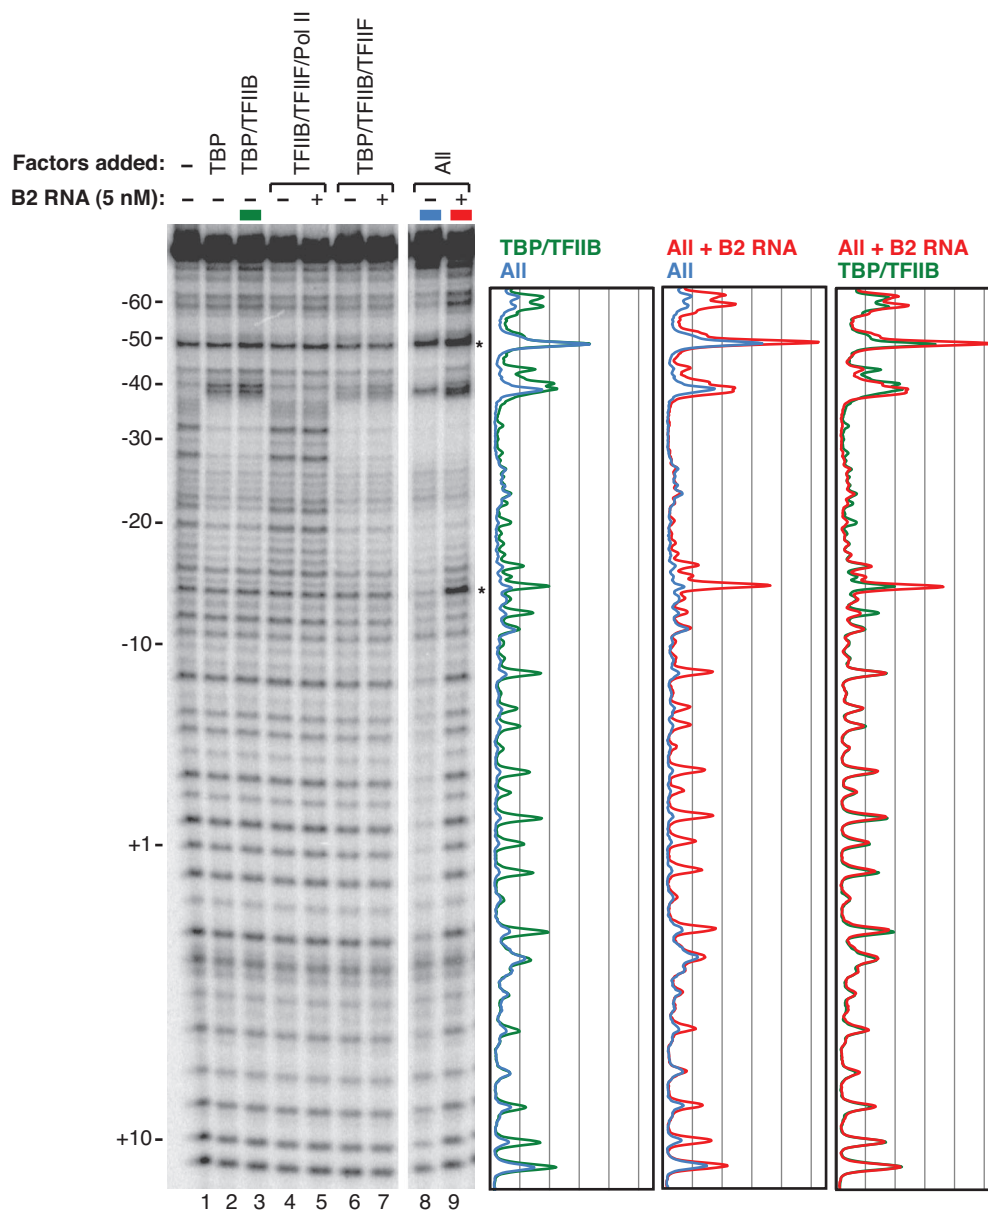 Factors added: – TBP TBP/TFIIB TFIIB/TFIIF/Pol II TBP/TFIIB/TFIIF All
B2 RNA (5 nM): – – – – + – + – +
TBP/TFIIB All + B2 RNA All + B2 RNA
All All TBP/TFIIB
-60
-50
*
-40
-30
-20
*
-10
+1
+10
1 2 3 4 5 6 7 8 9